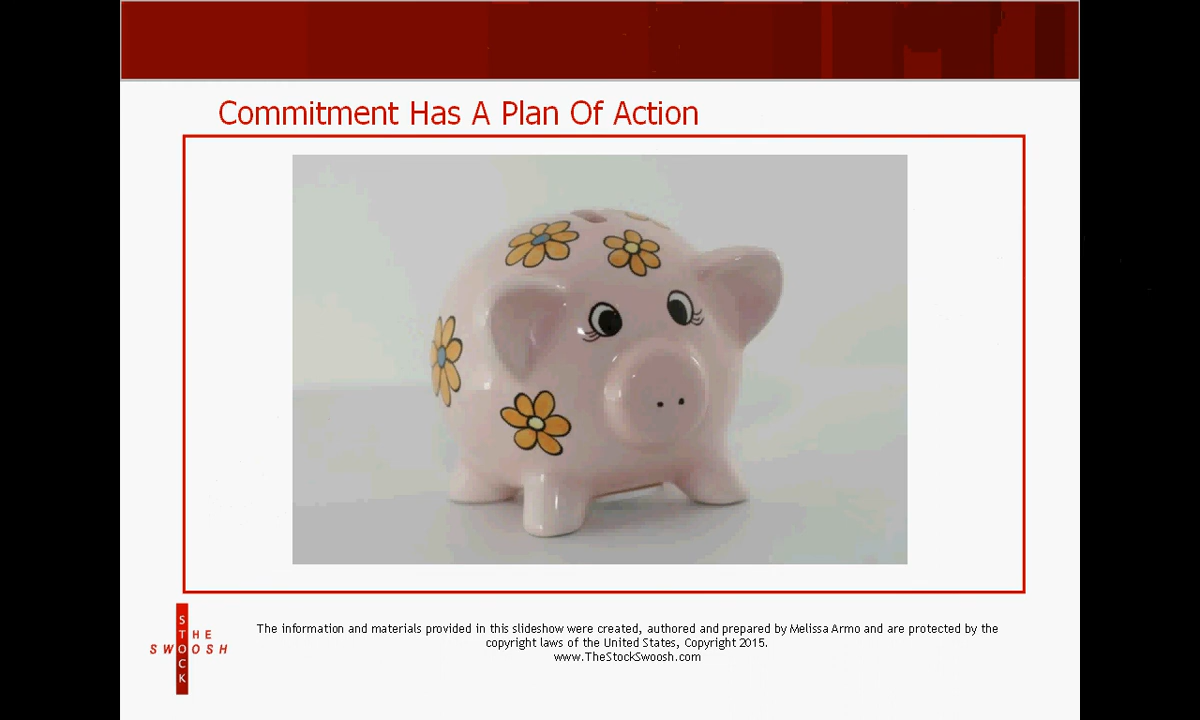 Commitment Has A Plan Of Action
STOCK
THE
SWOOSH
The information and materials provided in this slideshow were created, authored and prepared by Melissa Armo and are protected by the
copyright laws of the United States, Copyright 2015.
www.TheStockSwoosh.com